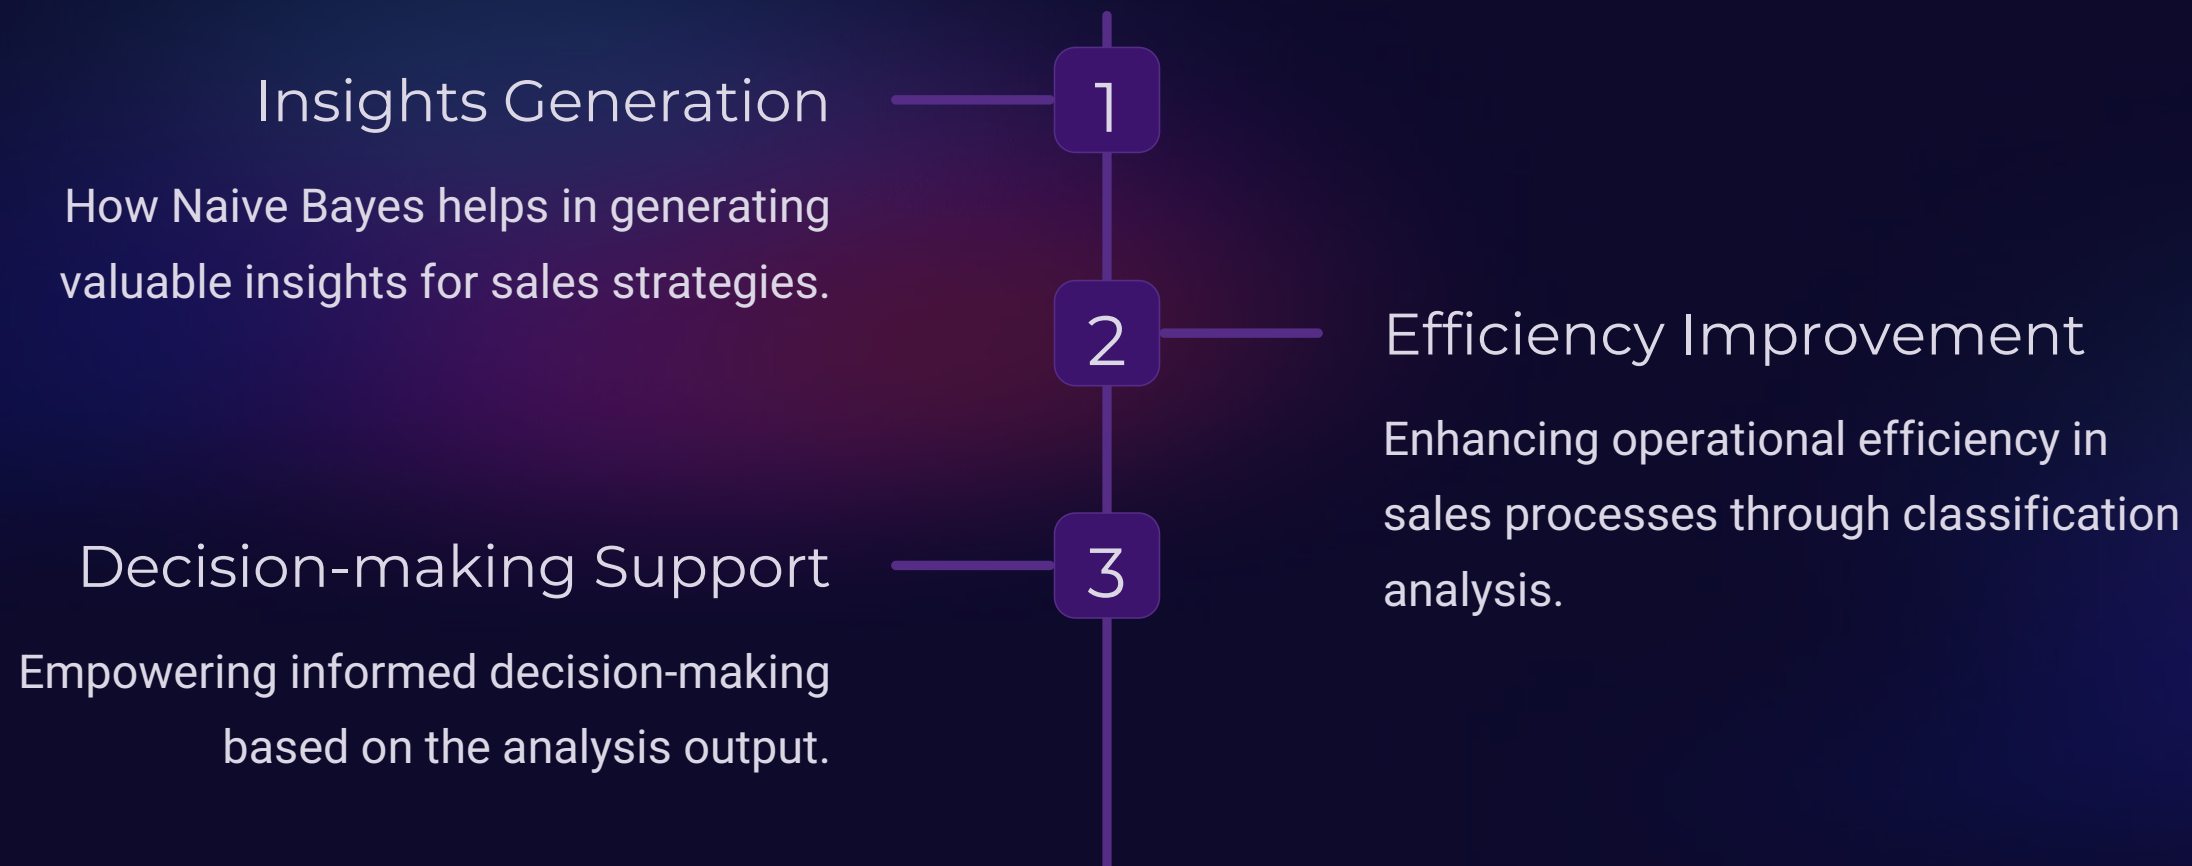 1
Insights Generation
How Naive Bayes helps in generating
valuable insights for sales strategies.
2
Efficiency Improvement
Enhancing operational efficiency in
sales processes through classification
analysis.
3
Decision-making Support
Empowering informed decision-making
based on the analysis output.